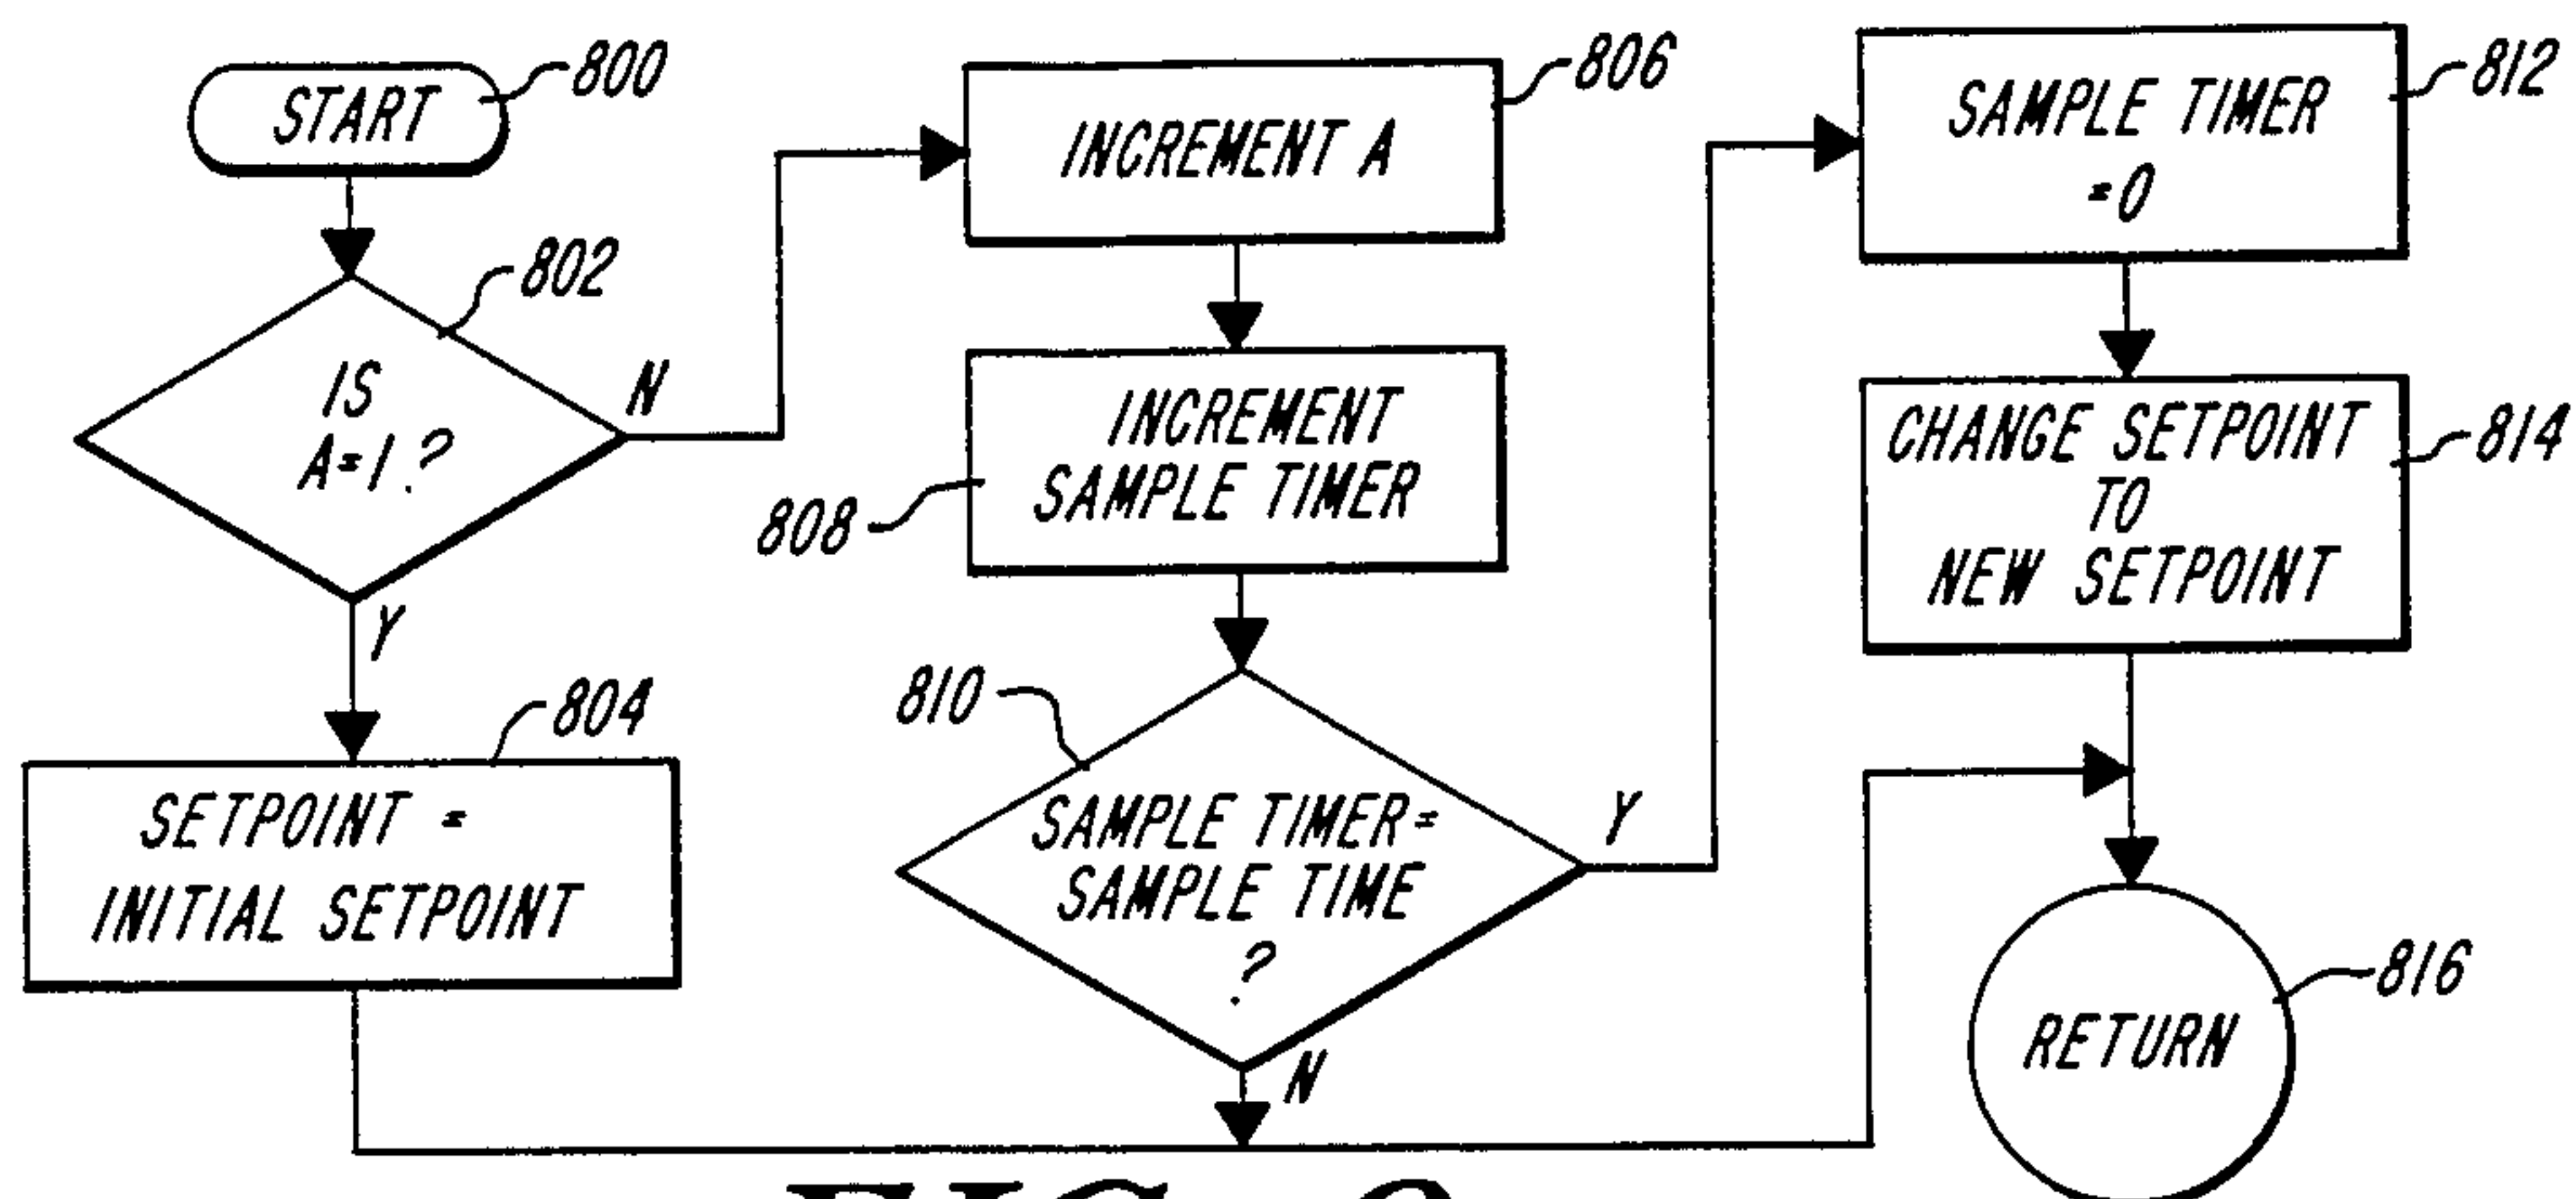 START
800
IS
A=1?
802
N
Y
SETPOINT =
INITIAL SETPOINT
804
INCREMENT A
806
INCREMENT
SAMPLE TIMER
808
SAMPLE TIMER=
SAMPLE TIME
?
810
Y
N
SAMPLE TIMER
=0
812
CHANGE SETPOINT
TO
NEW SETPOINT
814
RETURN
816